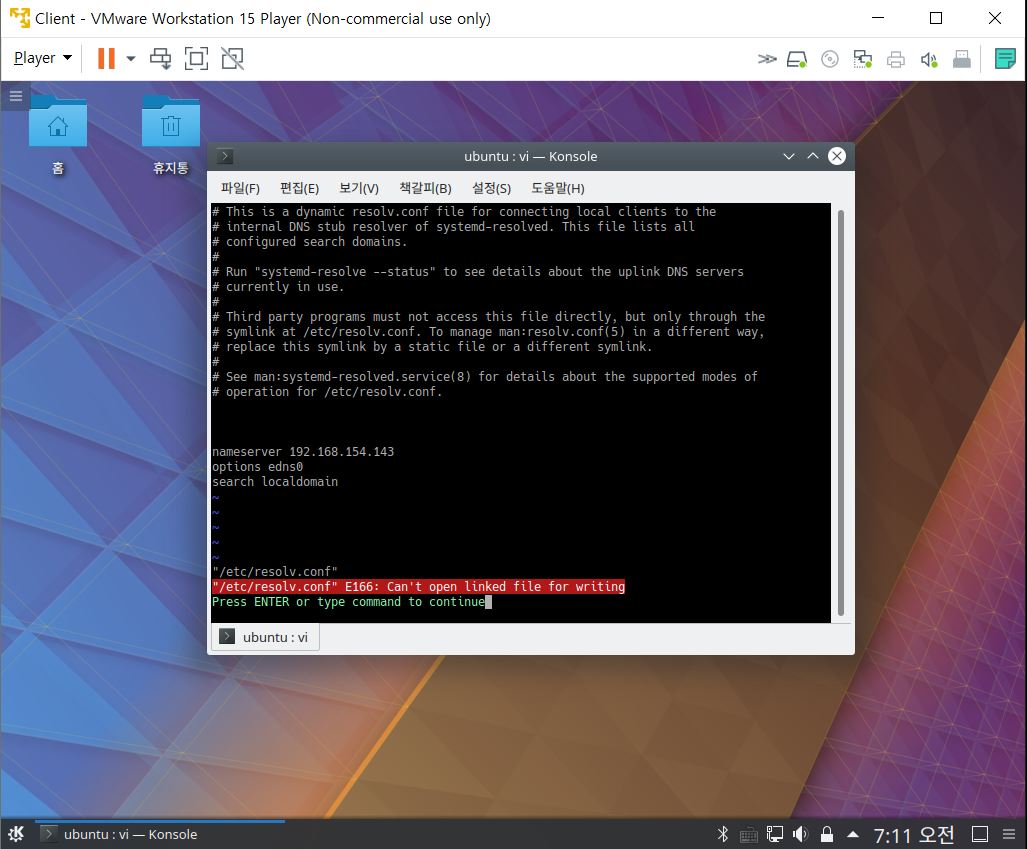 Client - VMware Workstation 15 Player (Non-commercial use only)
Player
홈
휴지통
ubuntu : vi — Konsole
파일(F) 편집(E) 보기(V) 책갈피(B) 설정(S) 도움말(H)
# This is a dynamic resolv.conf file for connecting local clients to the
# internal DNS stub resolver of systemd-resolved. This file lists all
# configured search domains.
#
# Run "systemd-resolve --status" to see details about the uplink DNS servers
# currently in use.
#
# Third party programs must not access this file directly, but only through the
# symlink at /etc/resolv.conf. To manage man:resolv.conf(5) in a different way,
# replace this symlink by a static file or a different symlink.
#
# See man:systemd-resolved.service(8) for details about the supported modes of
# operation for /etc/resolv.conf.
nameserver 192.168.154.143
options edns0
search localdomain
~
~
~
~
~
"/etc/resolv.conf"
"/etc/resolv.conf" E166: Can't open linked file for writing
Press ENTER or type command to continue
ubuntu : vi
ubuntu : vi — Konsole
7:11 오전